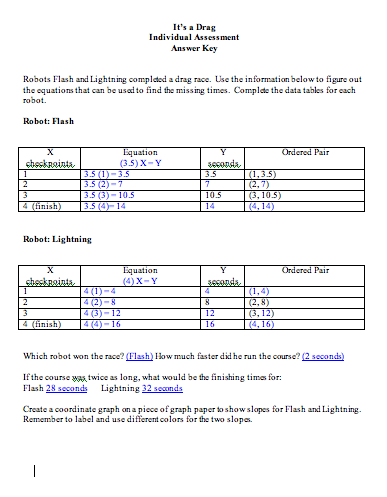 It's a Drag
Individual Assessment
Answer Key
Robots Flash and Lightning completed a drag race. Use the information below to figure out
the equations that can be used to find the missing times. Complete the data tables for each
robot.
Robot: Flash
X Equation Y Ordered Pair
checkpoints (3.5) X = Y seconds
1 3.5 (1) = 3.5 3.5 (1, 3.5)
2 3.5 (2) = 7 7 (2, 7)
3 3.5 (3) = 10.5 10.5 (3, 10.5)
4 (finish) 3.5 (4) = 14 14 (4, 14)
Robot: Lightning
X Equation Y Ordered Pair
checkpoints (4) X = Y seconds
1 4 (1) = 4 4 (1, 4)
2 4 (2) = 8 8 (2, 8)
3 4 (3) = 12 12 (3, 12)
4 (finish) 4 (4) = 16 16 (4, 16)
Which robot won the race? (Flash) How much faster did he run the course? (2 seconds)
If the course was twice as long, what would be the finishing times for:
Flash 28 seconds Lightning 32 seconds
Create a coordinate graph on a piece of graph paper to show slopes for Flash and Lightning.
Remember to label and use different colors for the two slopes.